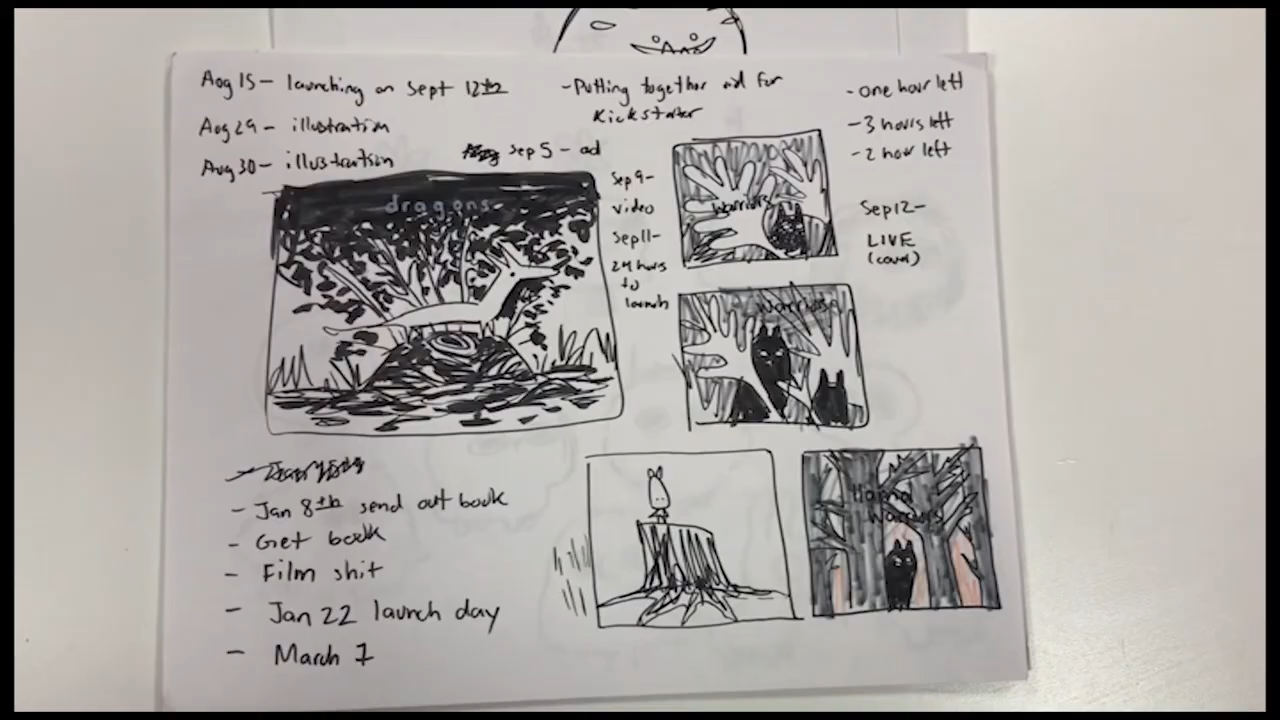 Aug 15 - launching on Sept 12th
Aug 29 - illustration
Aug 30 - illustration
Sep 5 - ad
- Putting together aid for
Kickstarter
- one hour left
- 3 hours left
- 2 hour left
Sep 9 -
video
Sep 11 -
24 hours
to
launch
Sep 12 -
LIVE
(cover)
dragons
Warriors
Warriors
Warriors
- Jan 8th send out book
- Get book
- Film shit
- Jan 22 launch day
- March 7